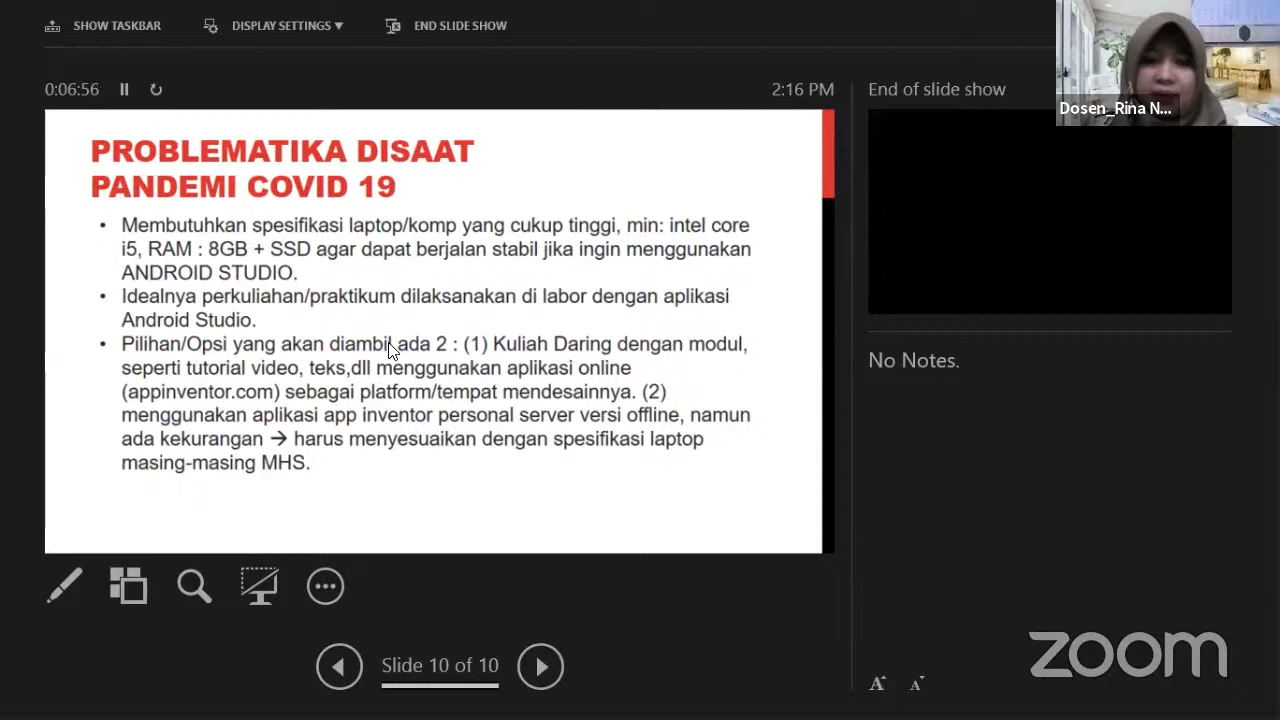 SHOW TASKBAR
DISPLAY SETTINGS ▼
END SLIDE SHOW
0:06:56
2:16 PM
End of slide show
Dosen_Rina N...
PROBLEMATIKA DISAAT
PANDEMI COVID 19
• Membutuhkan spesifikasi laptop/komp yang cukup tinggi, min: intel core
i5, RAM : 8GB + SSD agar dapat berjalan stabil jika ingin menggunakan
ANDROID STUDIO.
• Idealnya perkuliahan/praktikum dilaksanakan di labor dengan aplikasi
Android Studio.
• Pilihan/Opsi yang akan diambil ada 2 : (1) Kuliah Daring dengan modul,
seperti tutorial video, teks,dll menggunakan aplikasi online
(appinventor.com) sebagai platform/tempat mendesainnya. (2)
menggunakan aplikasi app inventor personal server versi offline, namun
ada kekurangan → harus menyesuaikan dengan spesifikasi laptop
masing-masing MHS.
No Notes.
Slide 10 of 10
zoom
A A